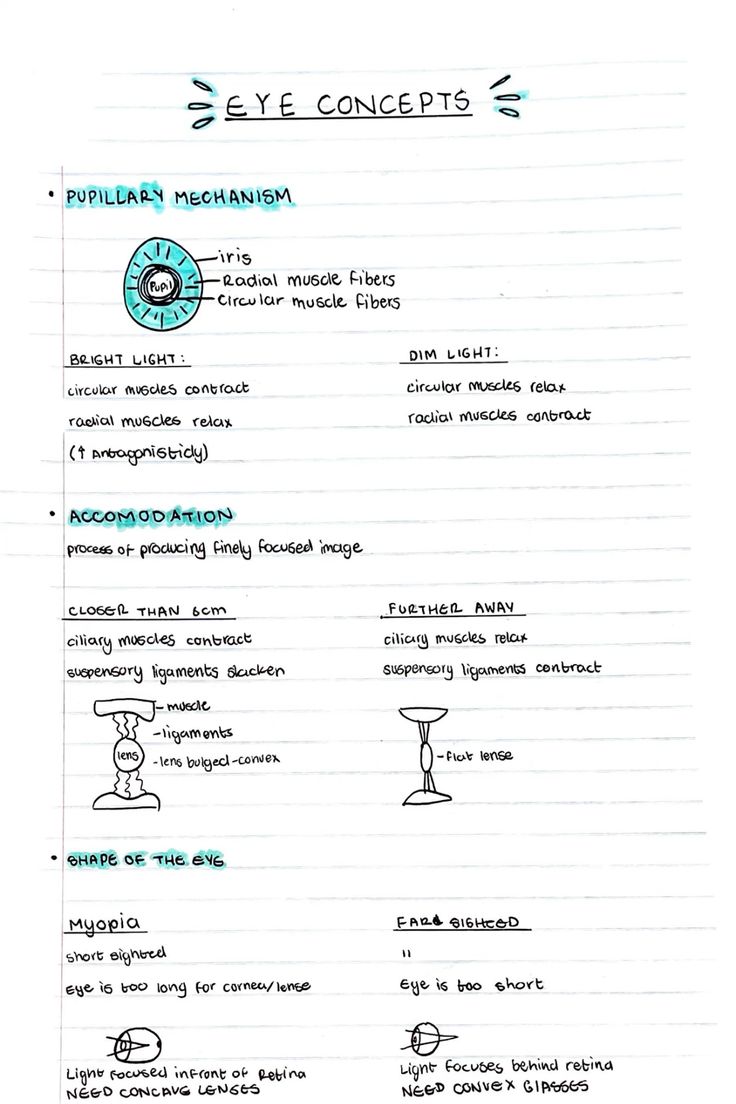 EYE CONCEPTS
• PUPILLARY MECHANISM
iris
Pupil
Radial muscle fibers
Circular muscle fibers
BRIGHT LIGHT:
circular muscles contract
radial muscles relax
(↑ Antagonisticly)
DIM LIGHT:
circular muscles relax
radial muscles contract
• ACCOMODATION
process of producing finely focused image
CLOSER THAN 6cm
ciliary muscles contract
suspensory ligaments slacken
- muscle
- ligaments
lens
- lens bulged-convex
FURTHER AWAY
ciliary muscles relax
suspensory ligaments contract
- flat lense
• SHAPE OF THE EYE
Myopia
short sighted
Eye is too long for cornea/lense
Light focused infront of Retina
NEED CONCAVE LENSES
FAR SIGHTED
"
Eye is too short
Light focuses behind retina
NEED CONVEX GlASSES